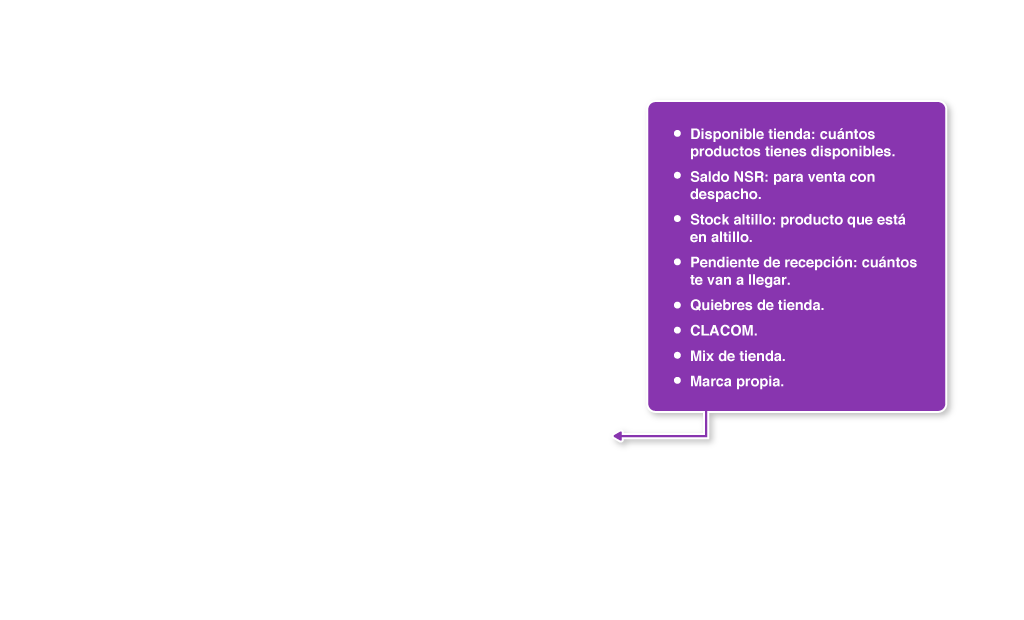 • Disponible tienda: cuántos
productos tienes disponibles.
• Saldo NSR: para venta con
despacho.
• Stock altillo: producto que está
en altillo.
• Pendiente de recepción: cuántos
te van a llegar.
• Quiebres de tienda.
• CLACOM.
• Mix de tienda.
• Marca propia.